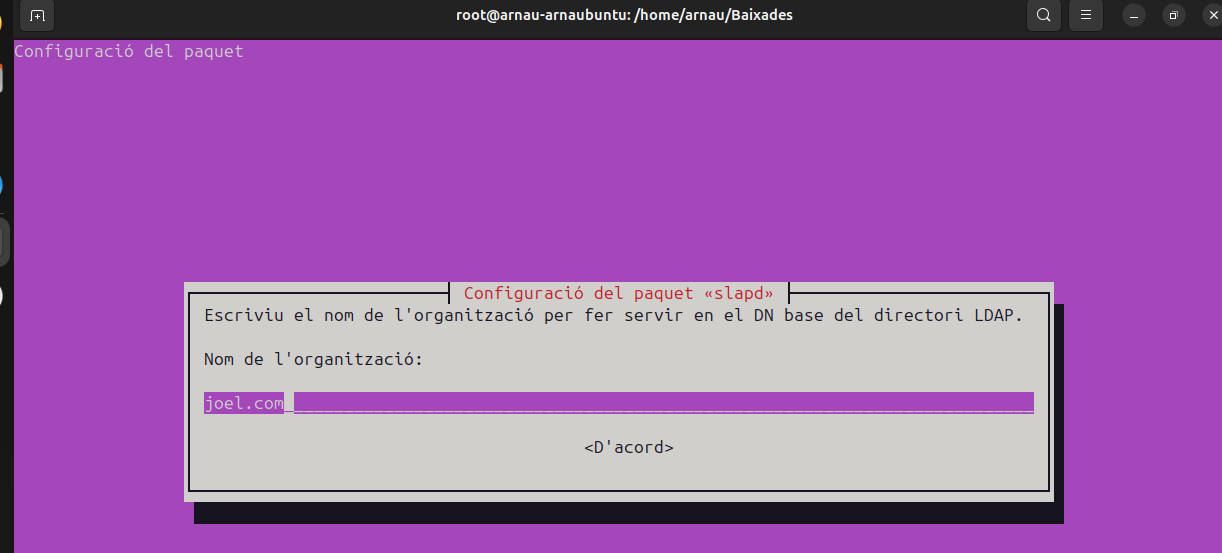 root@arnau-arnaubuntu: /home/arnau/Baixades
Configuració del paquet
Configuració del paquet «slapd»
Escriviu el nom de l'organització per fer servir en el DN base del directori LDAP.
Nom de l'organització:
joel.com
<D'acord>